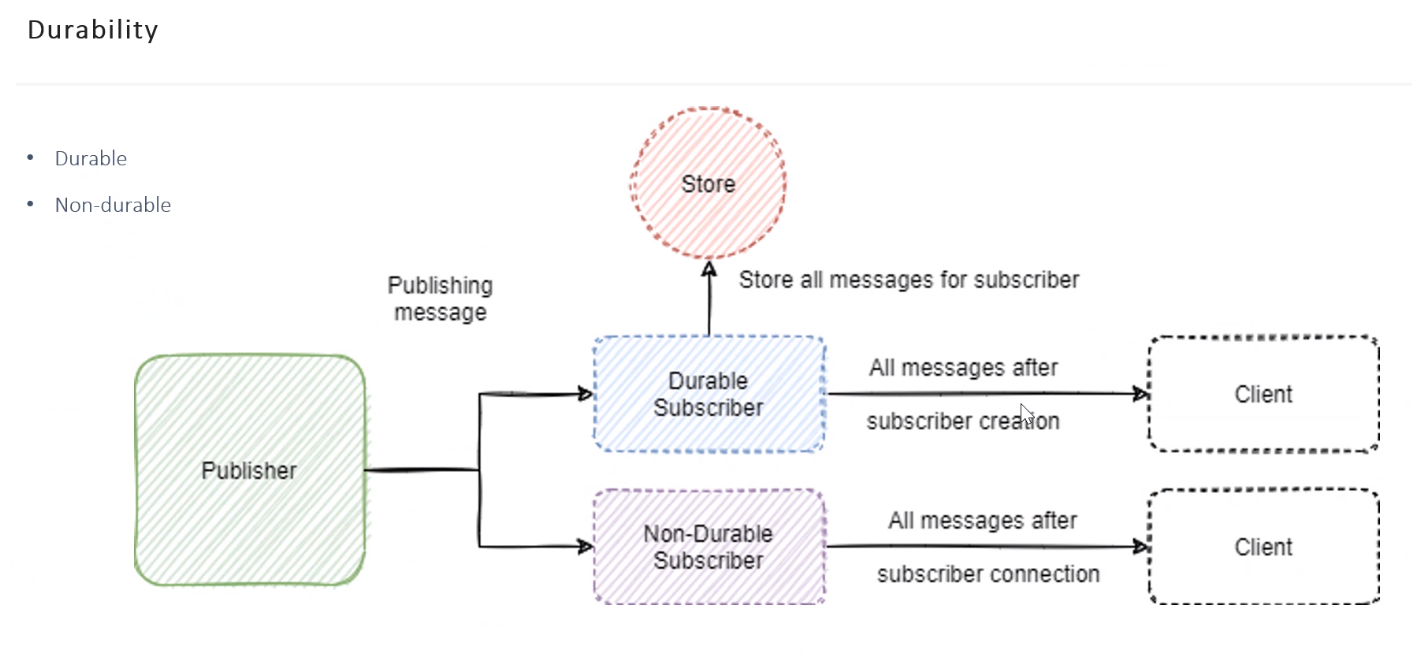 Durability
• Durable
• Non-durable
Store
Store all messages for subscriber
Publishing
message
Publisher
Durable
Subscriber
All messages after
subscriber creation
Client
Non-Durable
Subscriber
All messages after
subscriber connection
Client